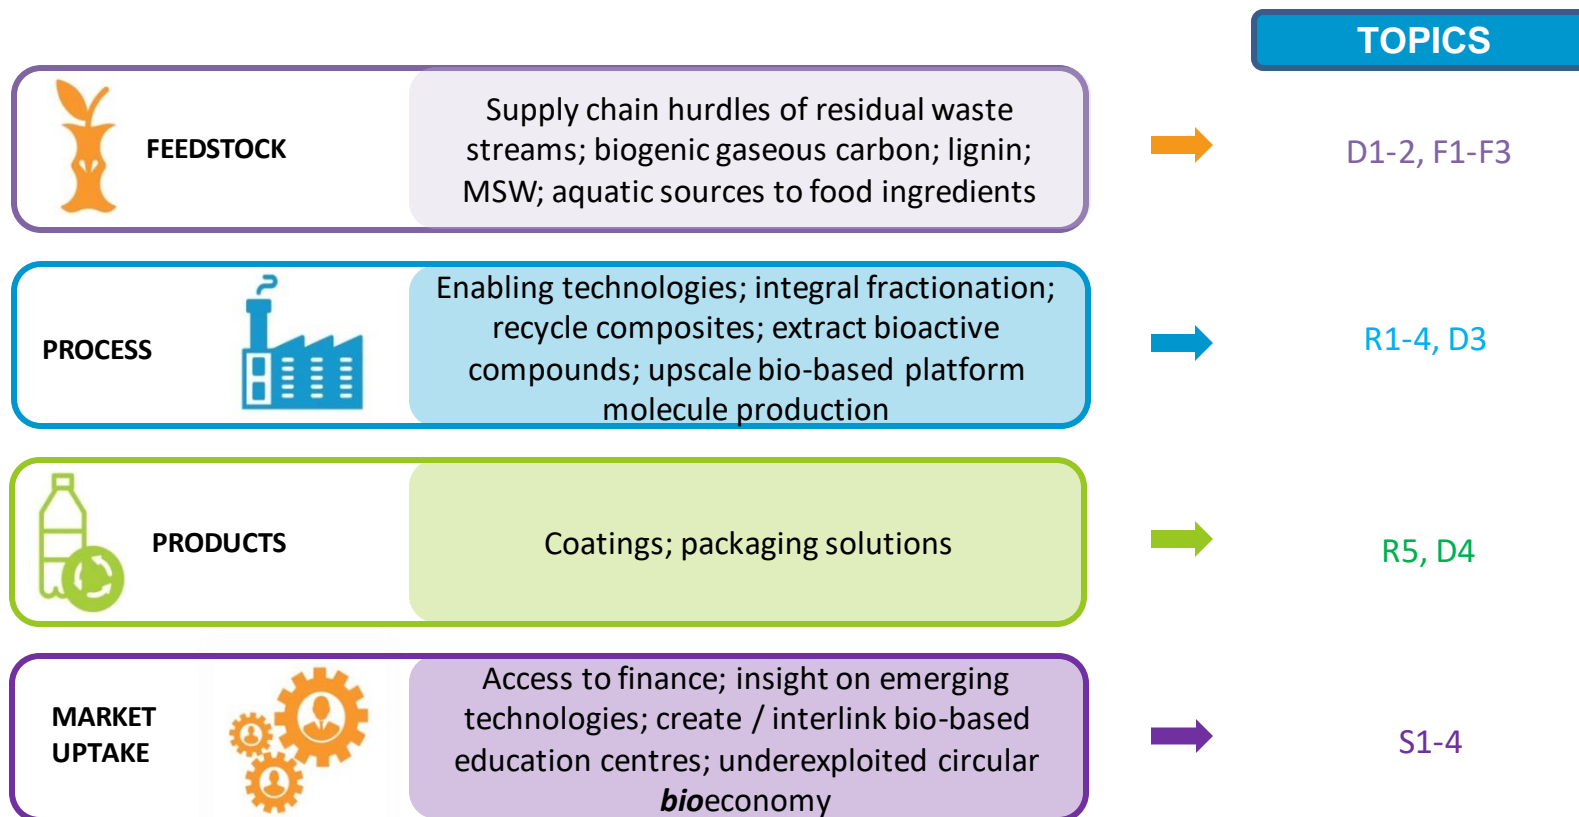 TOPICS
FEEDSTOCK
Supply chain hurdles of residual waste
streams; biogenic gaseous carbon; lignin;
MSW; aquatic sources to food ingredients
D1-2, F1-F3
PROCESS
Enabling technologies; integral fractionation;
recycle composites; extract bioactive
compounds; upscale bio-based platform
molecule production
R1-4, D3
PRODUCTS
Coatings; packaging solutions
R5, D4
MARKET
UPTAKE
Access to finance; insight on emerging
technologies; create / interlink bio-based
education centres; underexploited circular
bioeconomy
S1-4